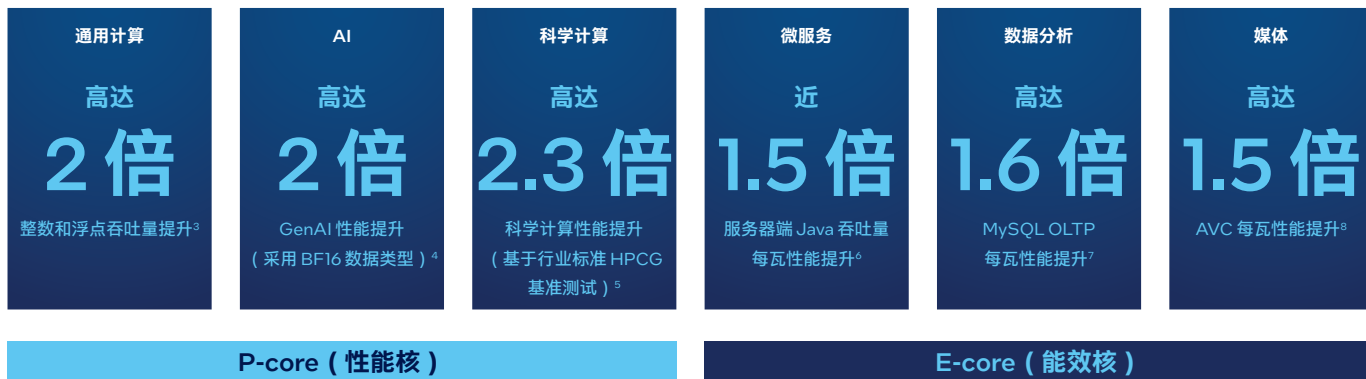 通用计算
高达
2 倍
整数和浮点吞吐量提升³
AI
高达
2 倍
GenAI 性能提升
（采用 BF16 数据类型）⁴
科学计算
高达
2.3 倍
科学计算性能提升
（基于行业标准 HPCG
基准测试）⁵
微服务
近
1.5 倍
服务器端 Java 吞吐量
每瓦性能提升⁶
数据分析
高达
1.6 倍
MySQL OLTP
每瓦性能提升⁷
媒体
高达
1.5 倍
AVC 每瓦性能提升⁸
P-core（性能核）
E-core（能效核）